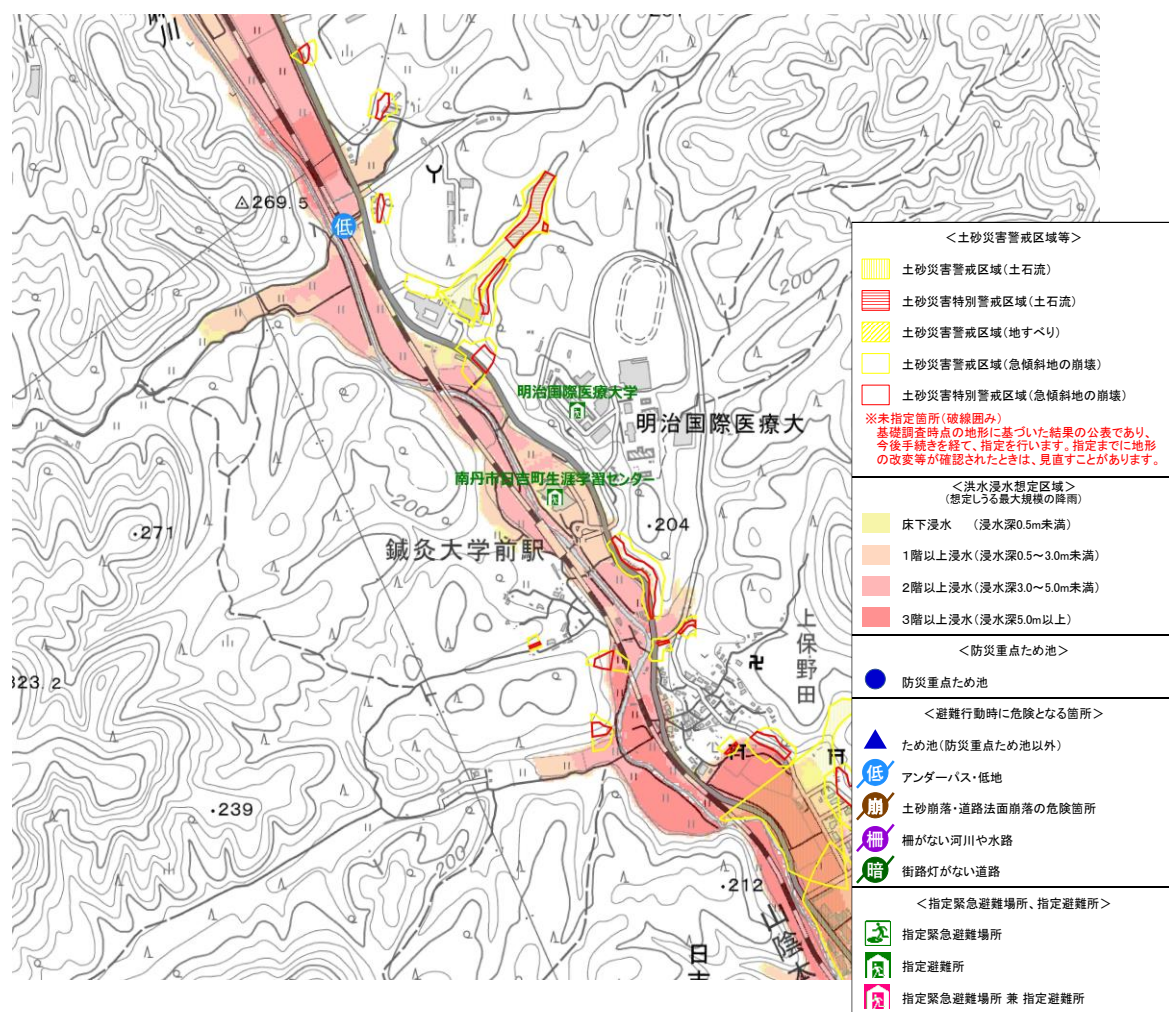 269.5
低
200
明治国際医療大学
明治国際医療大
南丹市日吉町生涯学習センター
200
204
271
鍼灸大学前駅
上保野田
323.2
239
200
212
山陰本
＜土砂災害警戒区域等＞
土砂災害警戒区域(土石流)
土砂災害特別警戒区域(土石流)
土砂災害警戒区域(地すべり)
土砂災害警戒区域(急傾斜地の崩壊)
土砂災害特別警戒区域(急傾斜地の崩壊)
※未指定箇所(破線囲み)
基礎調査時点の地形に基づいた結果の公表であり、
今後手続きを経て、指定を行います。指定までに地形
の改変等が確認されたときは、見直すことがあります。
＜洪水浸水想定区域＞
(想定しうる最大規模の降雨)
床下浸水　(浸水深0.5m未満)
1階以上浸水(浸水深0.5～3.0m未満)
2階以上浸水(浸水深3.0～5.0m未満)
3階以上浸水(浸水深5.0m以上)
＜防災重点ため池＞
防災重点ため池
＜避難行動時に危険となる箇所＞
ため池(防災重点ため池以外)
低 アンダーパス・低地
崩 土砂崩落・道路法面崩落の危険箇所
柵 柵がない河川や水路
暗 街路灯がない道路
＜指定緊急避難場所、指定避難所＞
指定緊急避難場所
指定避難所
指定緊急避難場所 兼 指定避難所